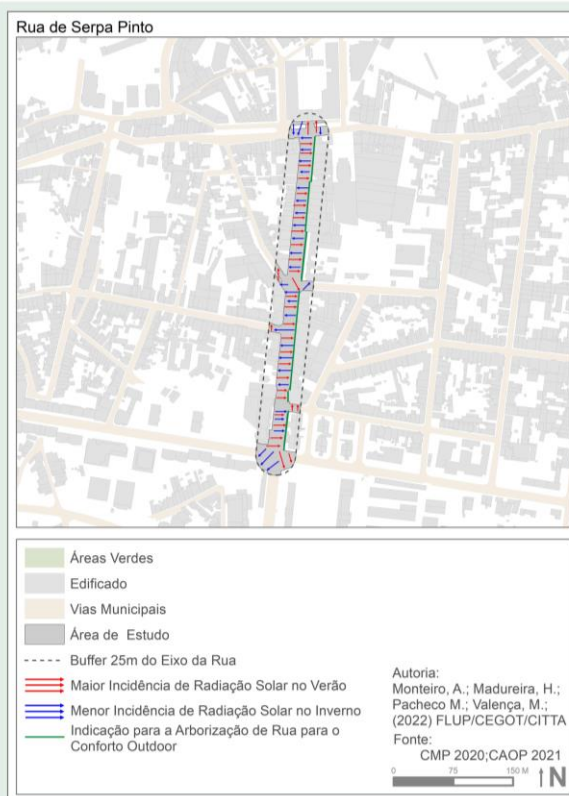 Rua de Serpa Pinto
Áreas Verdes
Edificado
Vias Municipais
Área de Estudo
Buffer 25m do Eixo da Rua
Maior Incidência de Radiação Solar no Verão
Menor Incidência de Radiação Solar no Inverno
Indicação para a Arborização de Rua para o
Conforto Outdoor
Autoria:
Monteiro, A.; Madureira, H.;
Pacheco M.; Valença, M.;
(2022) FLUP/CEGOT/CITTA
Fonte:
CMP 2020;CAOP 2021
0 75 150 M
N